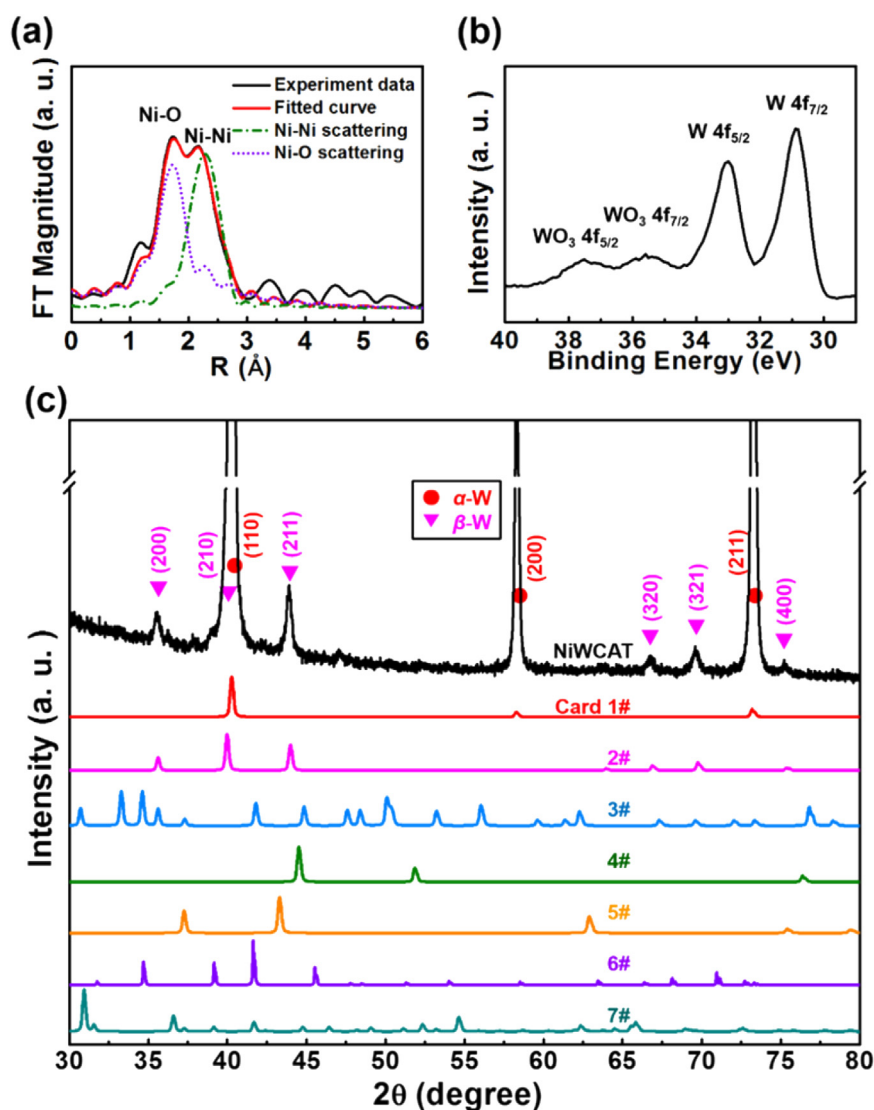 (a)
FT Magnitude (a. u.)
Ni-O
Ni-Ni
Experiment data
Fitted curve
Ni-Ni scattering
Ni-O scattering
0 1 2 3 4 5 6
R (Å)
(b)
Intensity (a. u. )
WO₃ 4f₅/₂
WO₃ 4f₇/₂
W 4f₅/₂
W 4f₇/₂
40 38 36 34 32 30
Binding Energy (eV)
(c)
Intensity (a. u.)
α-W
β-W
(200)
(210)
(110)
(211)
(200)
(320)
(321)
(211)
(400)
NiWCAT
Card 1#
2#
3#
4#
5#
6#
7#
30 35 40 45 50 55 60 65 70 75 80
2θ (degree)